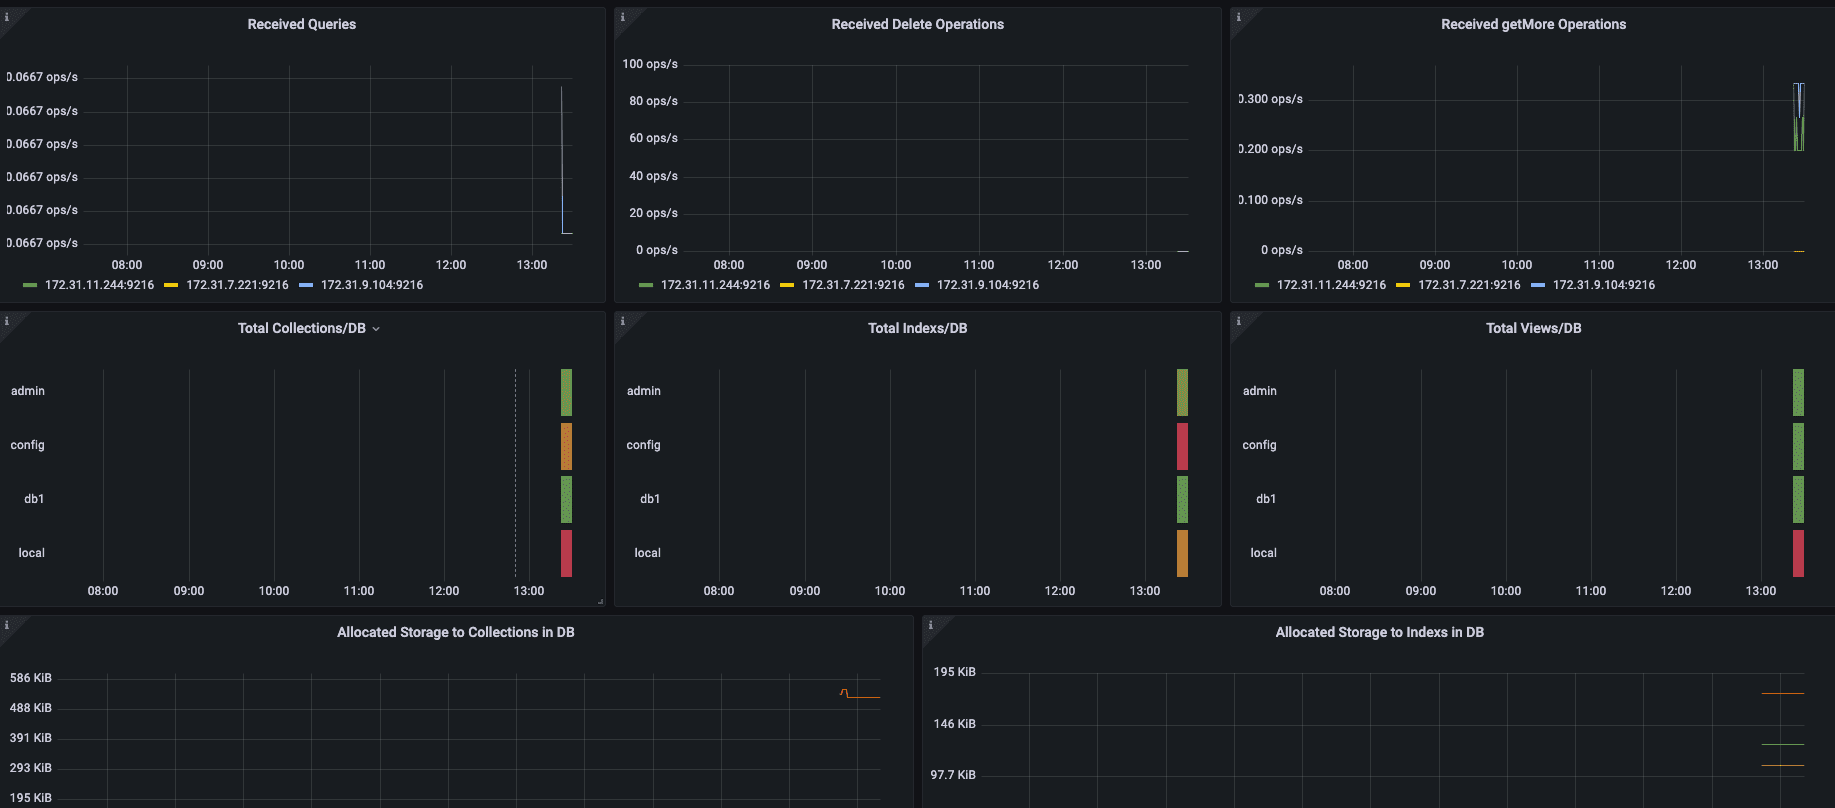 Received Queries
0.0667 ops/s
0.0667 ops/s
0.0667 ops/s
0.0667 ops/s
0.0667 ops/s
0.0667 ops/s
08:00 09:00 10:00 11:00 12:00 13:00
172.31.11.244:9216 172.31.7.221:9216 172.31.9.104:9216
Received Delete Operations
100 ops/s
80 ops/s
60 ops/s
40 ops/s
20 ops/s
0 ops/s
08:00 09:00 10:00 11:00 12:00 13:00
172.31.11.244:9216 172.31.7.221:9216 172.31.9.104:9216
Received getMore Operations
0.300 ops/s
0.200 ops/s
0.100 ops/s
0 ops/s
08:00 09:00 10:00 11:00 12:00 13:00
172.31.11.244:9216 172.31.7.221:9216 172.31.9.104:9216
Total Collections/DB
admin
config
db1
local
08:00 09:00 10:00 11:00 12:00 13:00
Total Indexs/DB
admin
config
db1
local
08:00 09:00 10:00 11:00 12:00 13:00
Total Views/DB
admin
config
db1
local
08:00 09:00 10:00 11:00 12:00 13:00
Allocated Storage to Collections in DB
586 KiB
488 KiB
391 KiB
293 KiB
195 KiB
Allocated Storage to Indexs in DB
195 KiB
146 KiB
97.7 KiB